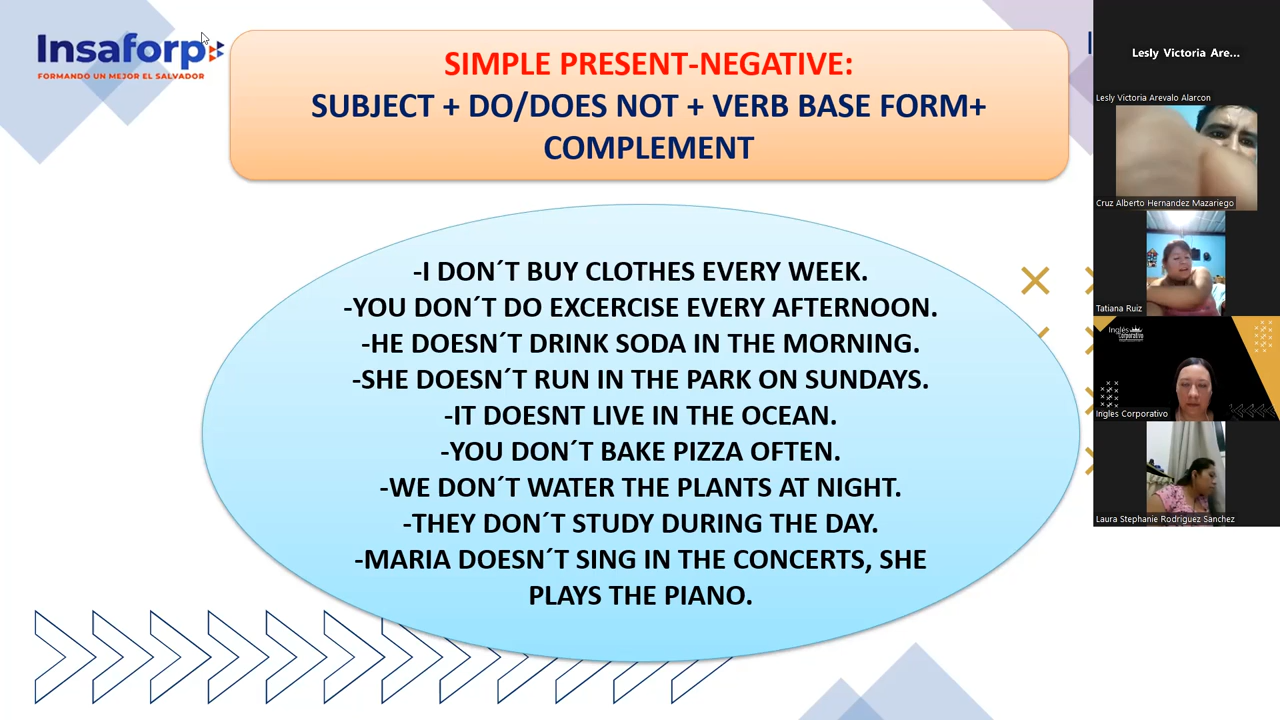 Insaforp
FORMANDO UN MEJOR EL SALVADOR
SIMPLE PRESENT-NEGATIVE:
SUBJECT + DO/DOES NOT + VERB BASE FORM+
COMPLEMENT
-I DON´T BUY CLOTHES EVERY WEEK.
-YOU DON´T DO EXCERCISE EVERY AFTERNOON.
-HE DOESN´T DRINK SODA IN THE MORNING.
-SHE DOESN´T RUN IN THE PARK ON SUNDAYS.
-IT DOESNT LIVE IN THE OCEAN.
-YOU DON´T BAKE PIZZA OFTEN.
-WE DON´T WATER THE PLANTS AT NIGHT.
-THEY DON´T STUDY DURING THE DAY.
-MARIA DOESN´T SING IN THE CONCERTS, SHE
PLAYS THE PIANO.
Lesly Victoria Are...
Lesly Victoria Arevalo Alarcon
Cruz Alberto Hernandez Mazariego
Tatiana Ruiz
Inglés
Corporativo
Ingles Corporativo
Laura Stephanie Rodriguez Sanchez